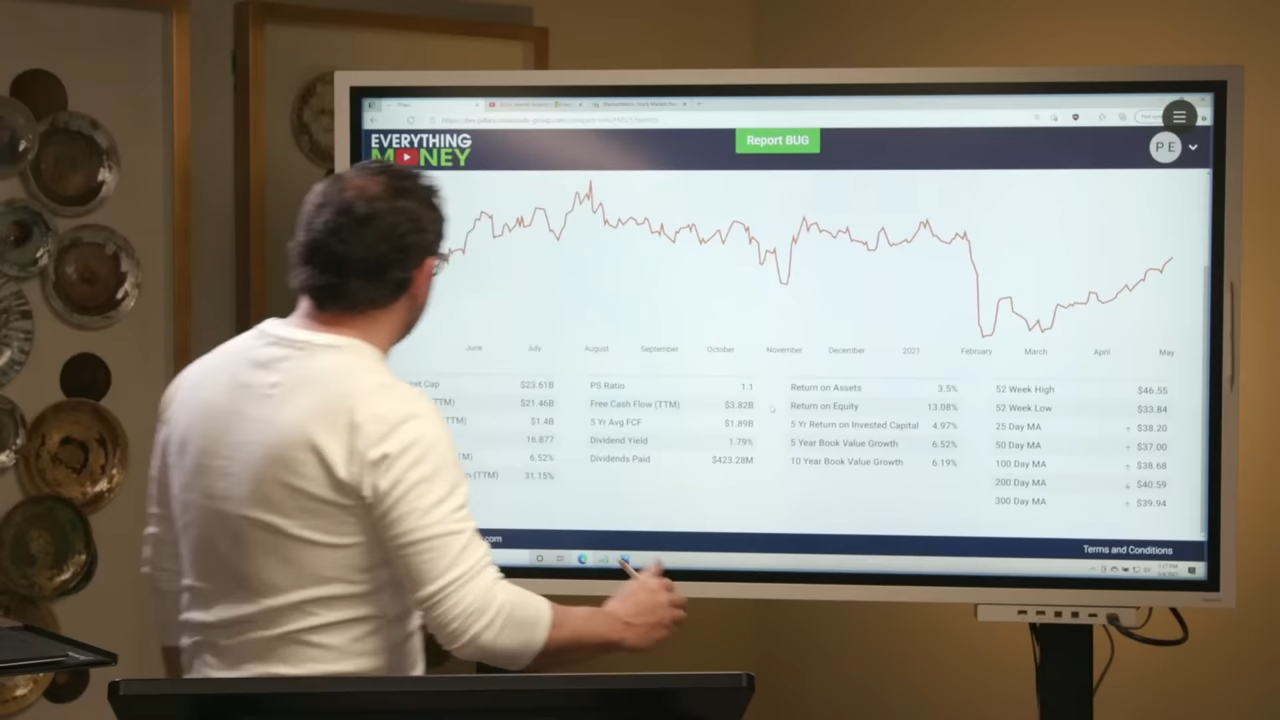 EVERYTHING
MONEY
Report BUG
P E
June July August September October November December 2021 February March April May
Cap $23.61B
TTM) $21.46B
TTM) $1.4B
16.877
M) 6.52%
(TTM) 31.15%
PS Ratio 1.1
Free Cash Flow (TTM) $3.82B
5 Yr Avg FCF $1.89B
Dividend Yield 1.79%
Dividends Paid $423.28M
Return on Assets 3.5%
Return on Equity 13.08%
5 Yr Return on Invested Capital 4.97%
5 Year Book Value Growth 6.52%
10 Year Book Value Growth 6.19%
52 Week High $46.55
52 Week Low $33.84
25 Day MA $38.20
50 Day MA $37.00
100 Day MA $38.68
200 Day MA $40.59
300 Day MA $39.94
.com
Terms and Conditions